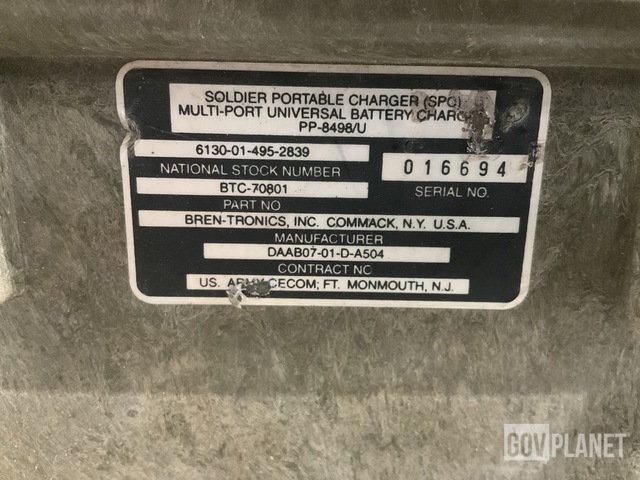 SOLDIER PORTABLE CHARGER (SPC)
MULTI-PORT UNIVERSAL BATTERY
PP-8498/U
6130-01-495-2839
NATIONAL STOCK NUMBER
016694
SERIAL NO.
BTC-70801
PART NO
BREN-TRONICS, INC. COMMACK, N.Y. U.S.A.
MANUFACTURER
DAAB07-01-D-A504
CONTRACT NO
US. ARMY CECOM; FT. MONMOUTH, N.J.
GOVPLANET